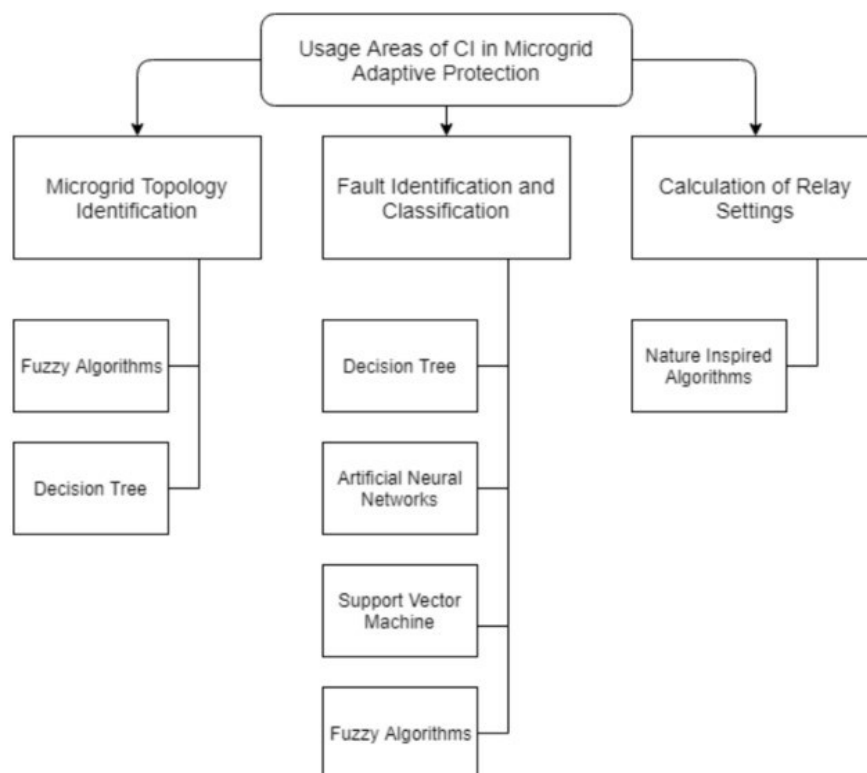 Usage Areas of CI in Microgrid
Adaptive Protection
Microgrid Topology
Identification
Fault Identification and
Classification
Calculation of Relay
Settings
Fuzzy Algorithms
Decision Tree
Decision Tree
Artificial Neural
Networks
Support Vector
Machine
Fuzzy Algorithms
Nature Inspired
Algorithms